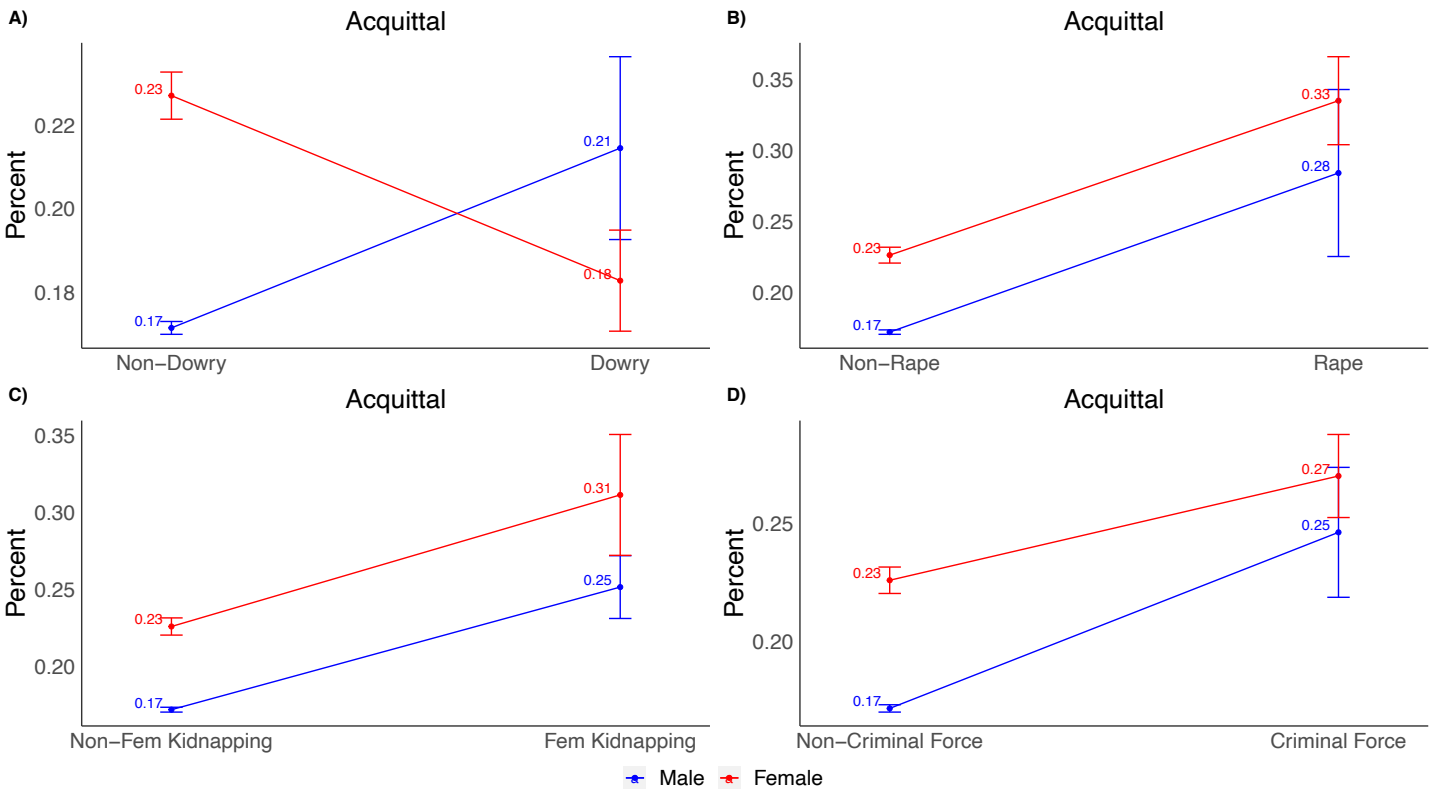 A)
Acquittal
Percent
0.22
0.20
0.18
0.23
0.17
0.21
0.18
Non−Dowry
Dowry
B)
Acquittal
Percent
0.35
0.30
0.25
0.20
0.23
0.17
0.33
0.28
Non−Rape
Rape
C)
Acquittal
Percent
0.35
0.30
0.25
0.20
0.23
0.17
0.31
0.25
Non−Fem Kidnapping
Fem Kidnapping
D)
Acquittal
Percent
0.25
0.20
0.23
0.17
0.27
0.25
Non−Criminal Force
Criminal Force
a Male a Female